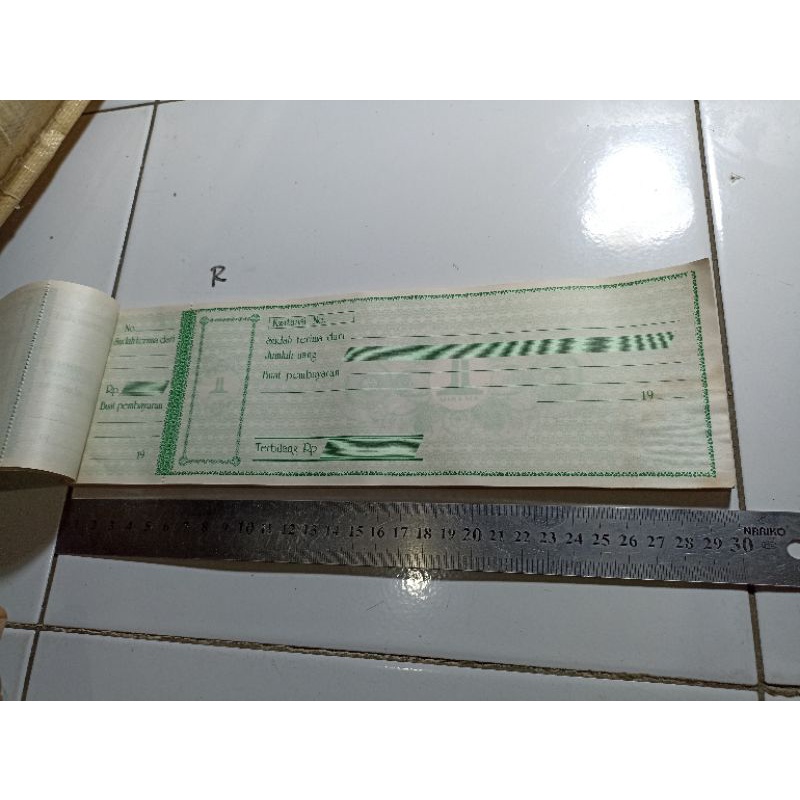 R
No.
Sudah terima dari
Rp
Buat pembayaran
19
Kwitansi No.
Sudah terima dari
Jumlah uang
Buat pembayaran
19
Terbilang Rp
1 2 3 4 5 6 7 8 9 10 11 12 13 14 15 16 17 18 19 20 21 22 23 24 25 26 27 28 29 30
NARIKO